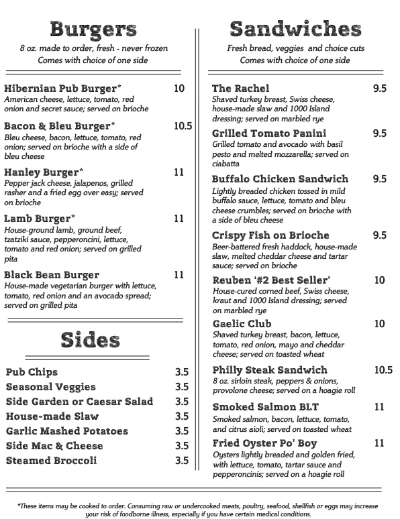 Burgers
8 oz. made to order, fresh - never frozen
Comes with choice of one side
Hibernian Pub Burger* 10
American cheese, lettuce, tomato, red
onion and secret sauce; served on brioche
Bacon & Bleu Burger* 10.5
Bleu cheese, bacon, lettuce, tomato, red
onion; served on brioche with a side of
bleu cheese
Hanley Burger* 11
Pepper jack cheese, jalapenos, grilled
rasher and a fried egg over easy; served
on brioche
Lamb Burger* 11
House-ground lamb, ground beef,
tzatziki sauce, pepperoncini, lettuce,
tomato and red onion; served on grilled
pita
Black Bean Burger 11
House-made vegetarian burger with lettuce,
tomato, red onion and an avocado spread;
served on grilled pita
Sides
Pub Chips 3.5
Seasonal Veggies 3.5
Side Garden or Caesar Salad 3.5
House-made Slaw 3.5
Garlic Mashed Potatoes 3.5
Side Mac & Cheese 3.5
Steamed Broccoli 3.5
Sandwiches
Fresh bread, veggies and choice cuts
Comes with choice of one side
The Rachel 9.5
Shaved turkey breast, Swiss cheese,
house-made slaw and 1000 Island
dressing; served on marbled rye
Grilled Tomato Panini 9.5
Grilled tomato and avocado with basil
pesto and melted mozzarella; served on
ciabatta
Buffalo Chicken Sandwich 9.5
Lightly breaded chicken tossed in mild
buffalo sauce, lettuce, tomato and bleu
cheese crumbles; served on brioche with
a side of bleu cheese
Crispy Fish on Brioche 9.5
Beer-battered fresh haddock, house-made
slaw, melted cheddar cheese and tartar
sauce; served on brioche
Reuben '#2 Best Seller' 10
House-cured corned beef, Swiss cheese,
kraut and 1000 Island dressing; served
on marbled rye
Gaelic Club 10
Shaved turkey breast, bacon, lettuce,
tomato, red onion, mayo and cheddar
cheese; served on toasted wheat
Philly Steak Sandwich 10.5
8 oz. sirloin steak, peppers & onions,
provolone cheese; served on a hoagie roll
Smoked Salmon BLT 11
Smoked salmon, bacon, lettuce, tomato,
and citrus aioli; served on toasted wheat
Fried Oyster Po' Boy 11
Oysters lightly breaded and golden fried,
with lettuce, tomato, tartar sauce and
pepperoncinis; served on a hoagie roll
*These items may be cooked to order. Consuming raw or undercooked meats, poultry, seafood, shellfish or eggs may increase
your risk of foodborne illness, especially if you have certain medical conditions.